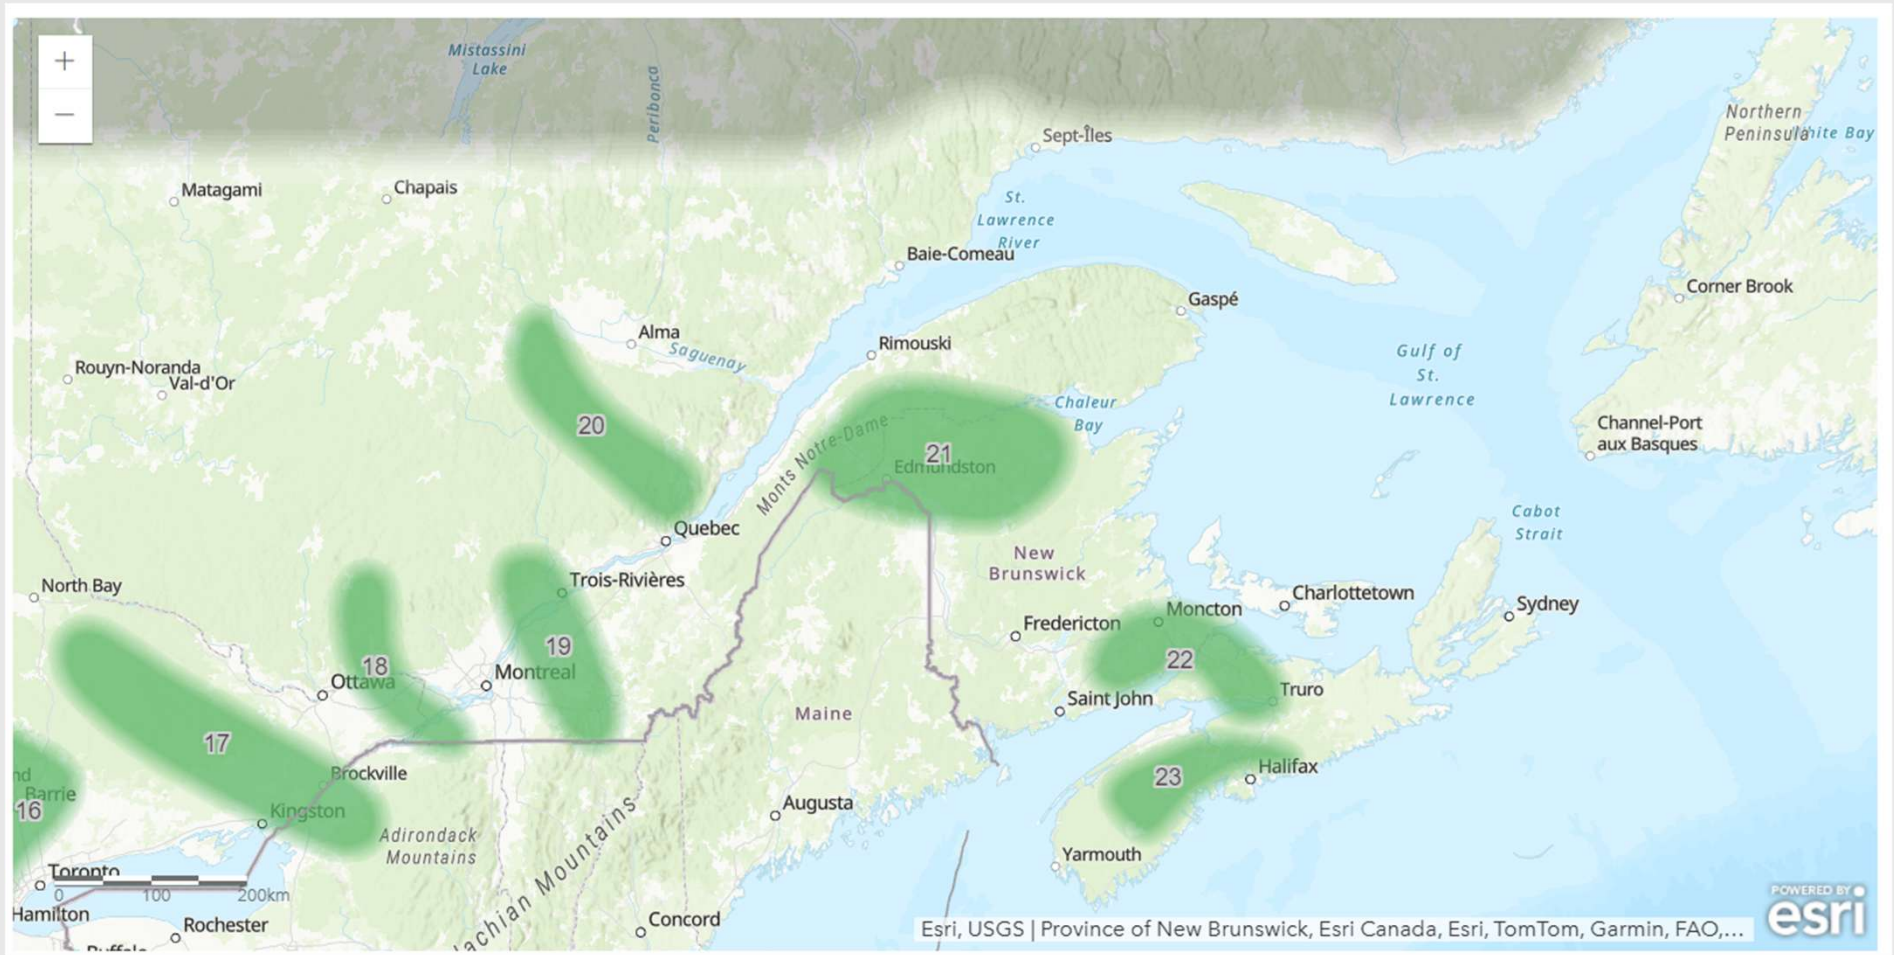 +
Mistassini
Lake
−
Peribonca
Northern
Peninsula
hite Bay
Sept-Îles
Matagami
Chapais
St.
Lawrence
River
Baie-Comeau
Corner Brook
Gaspé
Alma
Saguenay
Rimouski
Gulf of
St.
Lawrence
Rouyn-Noranda
Val-d'Or
Chaleur
Bay
20
Monts Notre-Dame
21
Edmundston
Channel-Port
aux Basques
Cabot
Strait
Quebec
New
Brunswick
North Bay
Trois-Rivières
Charlottetown
Sydney
Moncton
Fredericton
18
19
22
Ottawa
Montreal
Truro
Saint John
Maine
17
nd
Barrie
16
Brockville
23
Halifax
Kingston
Augusta
Adirondack
Mountains
Yarmouth
lachian Mountains
Toronto
0 100 200km
Hamilton
Rochester
Concord
Buffalo
Esri, USGS | Province of New Brunswick, Esri Canada, Esri, TomTom, Garmin, FAO,...
POWERED BY
esri